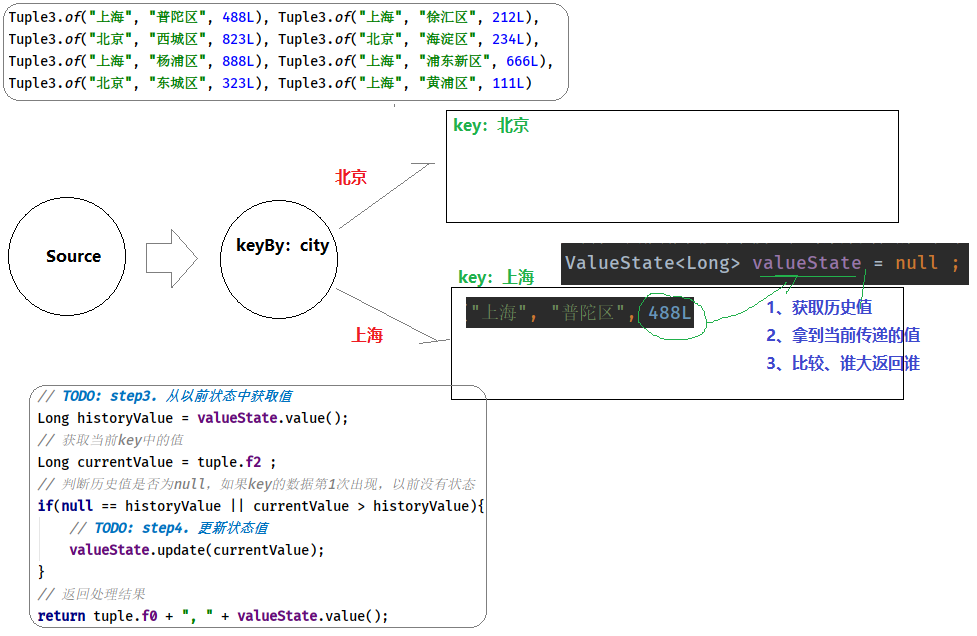 Tuple3.of("上海", "普陀区", 488L), Tuple3.of("上海", "徐汇区", 212L),
Tuple3.of("北京", "西城区", 823L), Tuple3.of("北京", "海淀区", 234L),
Tuple3.of("上海", "杨浦区", 888L), Tuple3.of("上海", "浦东新区", 666L),
Tuple3.of("北京", "东城区", 323L), Tuple3.of("上海", "黄浦区", 111L)
key：北京
北京
Source
keyBy：city
ValueState<Long> valueState = null ;
key：上海
"上海", "普陀区", 488L
1、获取历史值
2、拿到当前传递的值
3、比较、谁大返回谁
上海
// TODO: step3. 从以前状态中获取值
Long historyValue = valueState.value();
// 获取当前key中的值
Long currentValue = tuple.f2 ;
// 判断历史值是否为null，如果key的数据第1次出现，以前没有状态
if(null == historyValue || currentValue > historyValue){
// TODO: step4. 更新状态值
valueState.update(currentValue);
}
// 返回处理结果
return tuple.f0 + ", " + valueState.value();